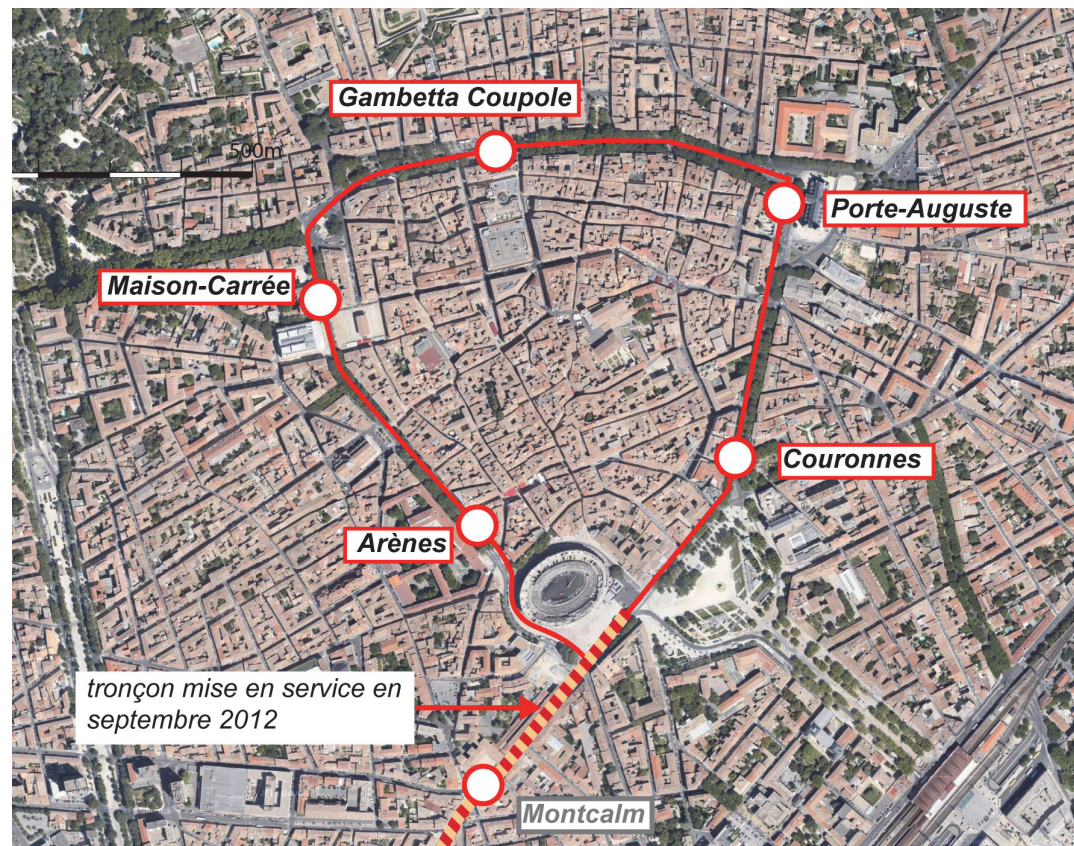 Gambetta Coupole
500m
Porte-Auguste
Maison-Carrée
Couronnes
Arènes
tronçon mise en service en
septembre 2012
Montcalm